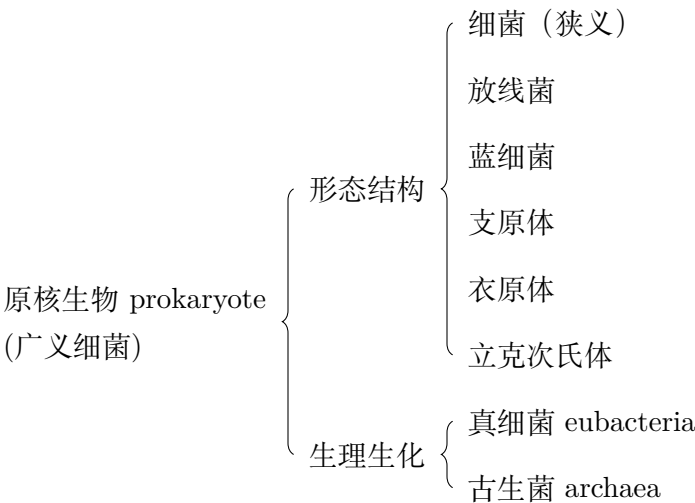 原核生物 prokaryote
(广义细菌)
形态结构
细菌（狭义）
放线菌
蓝细菌
支原体
衣原体
立克次氏体
生理生化
真细菌 eubacteria
古生菌 archaea